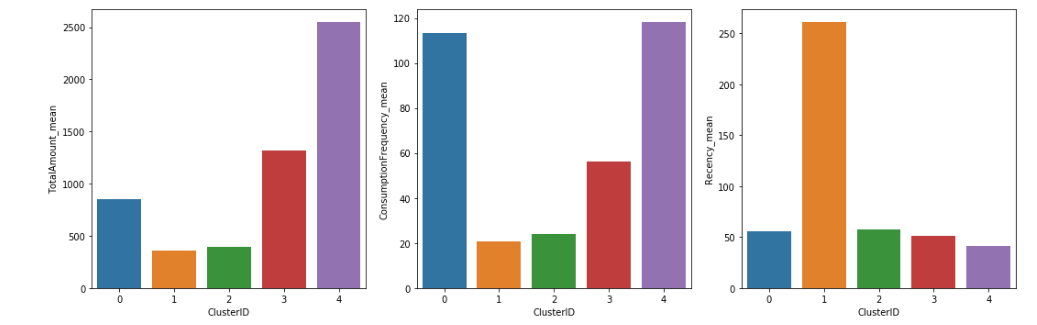 TotalAmount_mean
2500
2000
1500
1000
500
0
0 1 2 3 4
ClusterID
ConsumptionFrequency_mean
120
100
80
60
40
20
0
0 1 2 3 4
ClusterID
Recency_mean
250
200
150
100
50
0
0 1 2 3 4
ClusterID